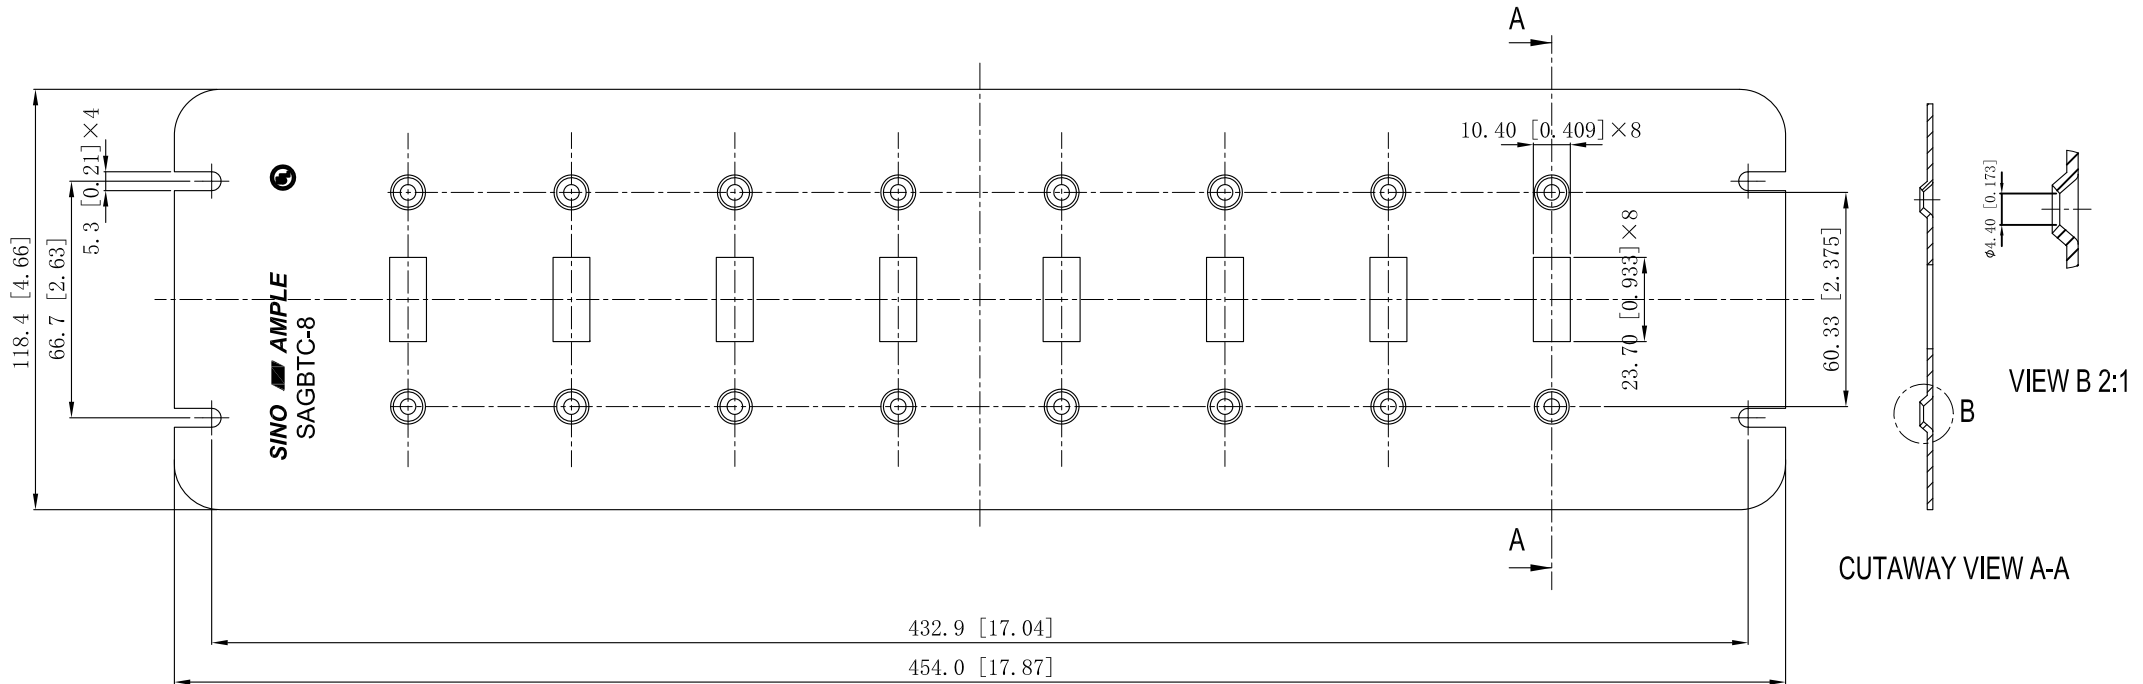 A
10.40 [0.409]×8
5.3 [0.21]×4
118.4 [4.66]
66.7 [2.63]
SINO AMPLE
SAGBTC-8
23.70 [0.933]×8
60.33 [2.375]
φ4.40 [0.173]
VIEW B 2:1
B
A
CUTAWAY VIEW A-A
432.9 [17.04]
454.0 [17.87]